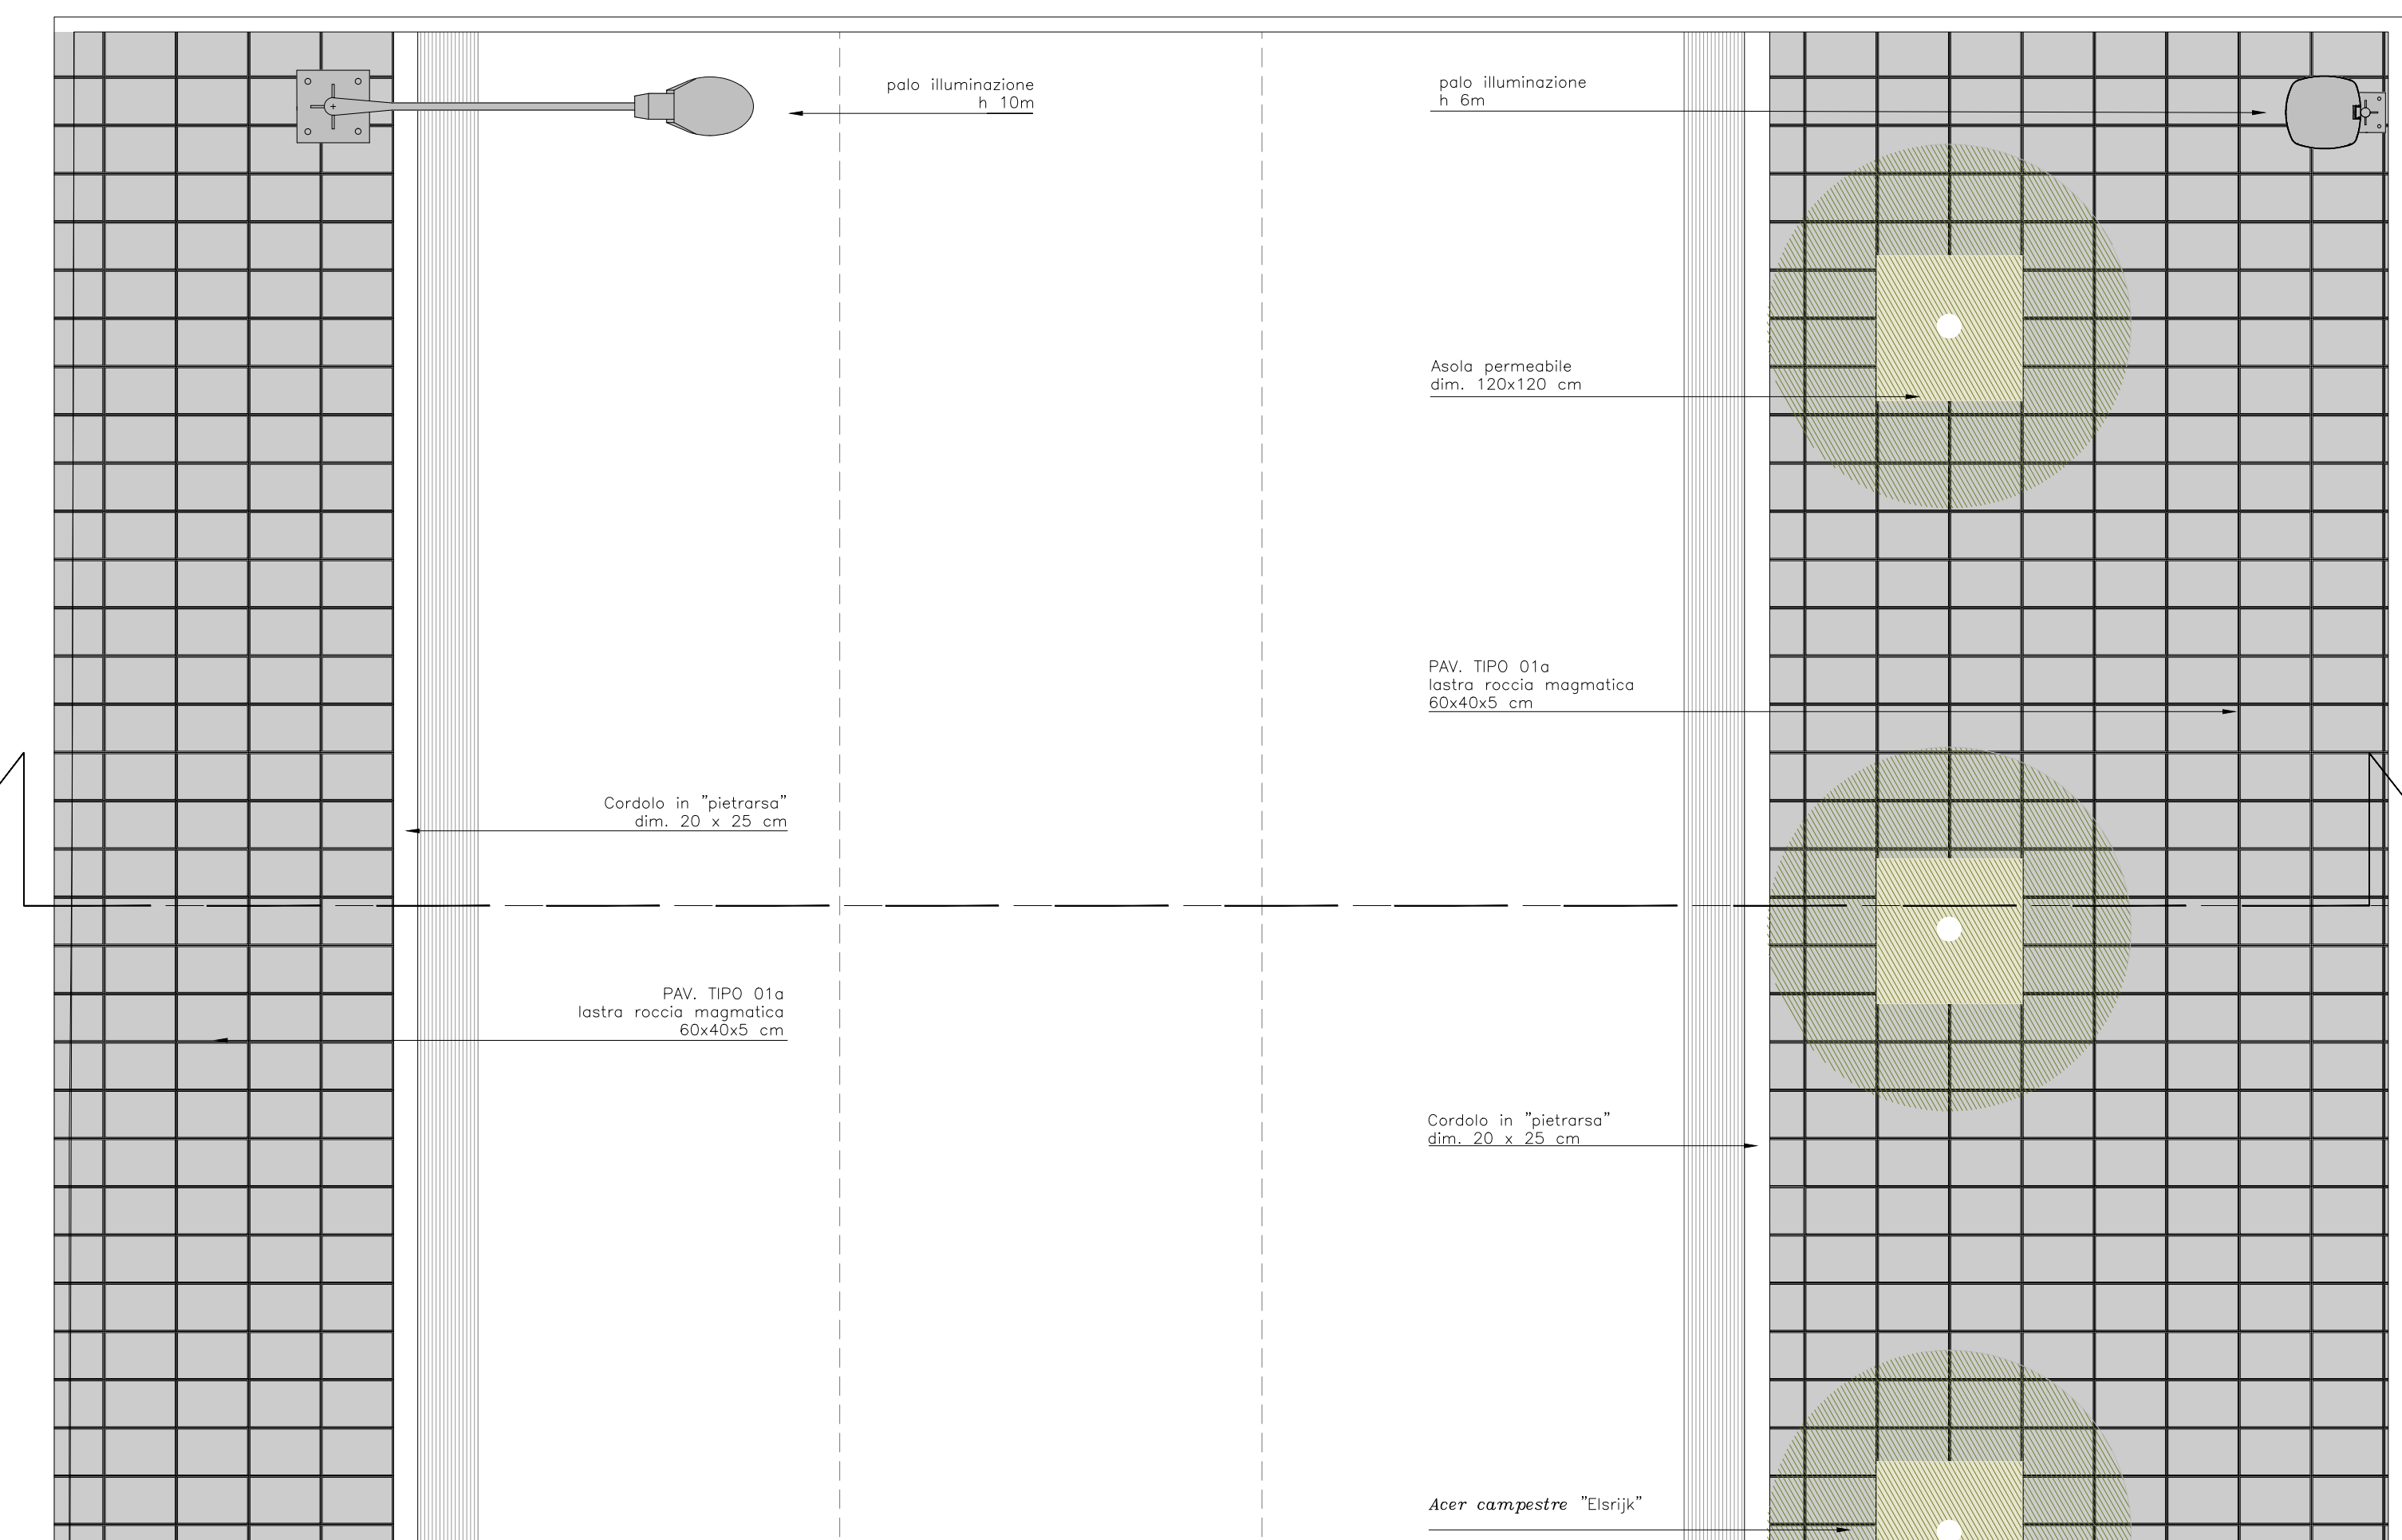 palo illuminazione
h 10m
palo illuminazione
h 6m
Asola permeabile
dim. 120x120 cm
PAV. TIPO 01a
lastra roccia magmatica
60x40x5 cm
Cordolo in "pietrarsa"
dim. 20 x 25 cm
PAV. TIPO 01a
lastra roccia magmatica
60x40x5 cm
Cordolo in "pietrarsa"
dim. 20 x 25 cm
Acer campestre "Elsrijk"